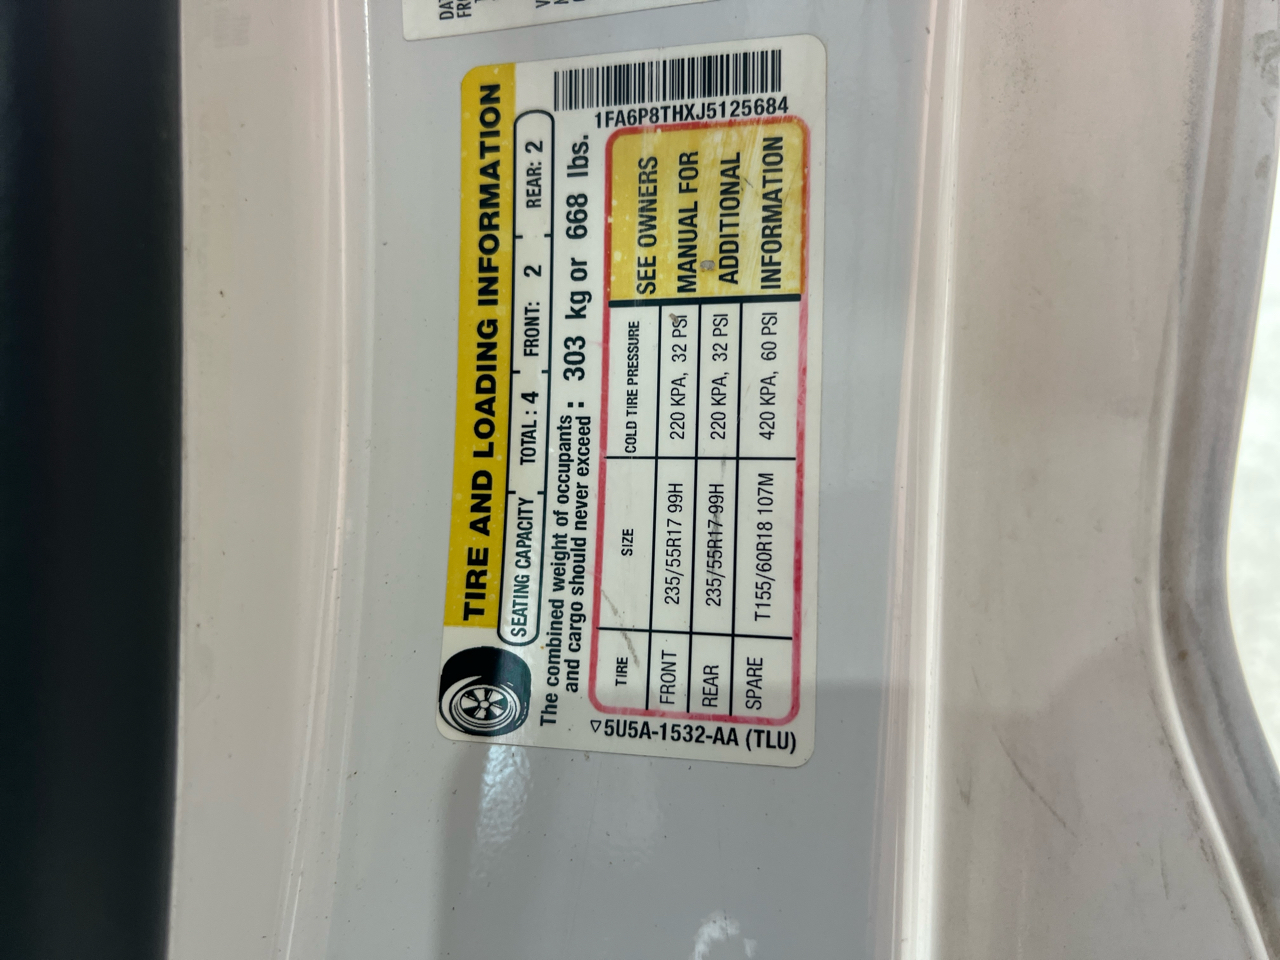 TIRE AND LOADING INFORMATION
SEATING CAPACITY TOTAL : 4 FRONT: 2 REAR: 2
The combined weight of occupants
and cargo should never exceed : 303 kg or 668 lbs.
TIRE SIZE COLD TIRE PRESSURE
FRONT 235/55R17 99H 220 KPA, 32 PSI
REAR 235/55R17 99H 220 KPA, 32 PSI
SPARE T155/60R18 107M 420 KPA, 60 PSI
SEE OWNERS
MANUAL FOR
ADDITIONAL
INFORMATION
▽5U5A-1532-AA (TLU)
1FA6P8THXJ5125684